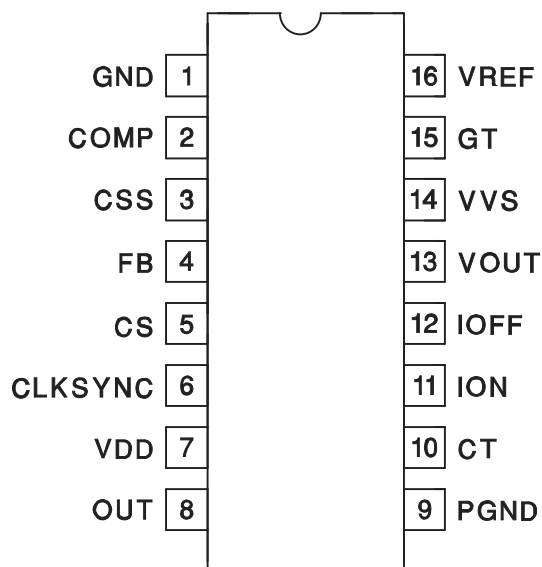 GND 1 16 VREF
COMP 2 15 GT
CSS 3 14 VVS
FB 4 13 VOUT
CS 5 12 IOFF
CLKSYNC 6 11 ION
VDD 7 10 CT
OUT 8 9 PGND